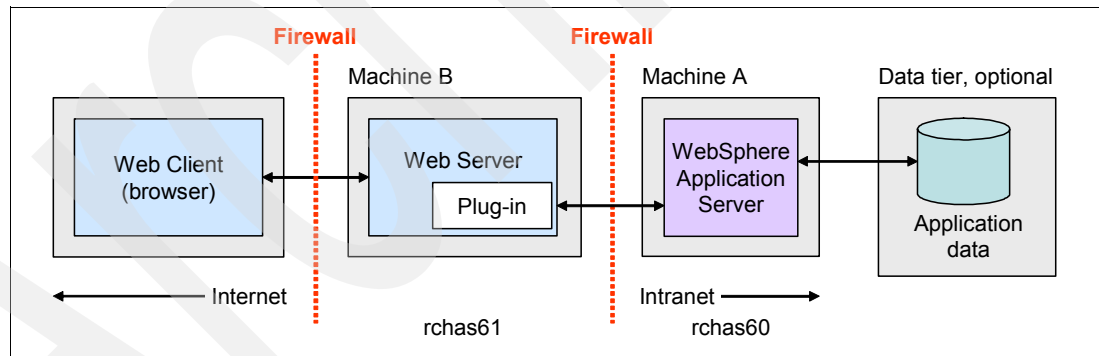 Firewall
Firewall
Machine B
Machine A
Data tier, optional
Web Client
(browser)
Web Server
Plug-in
WebSphere
Application
Server
Application
data
Internet
Intranet
rchas61
rchas60